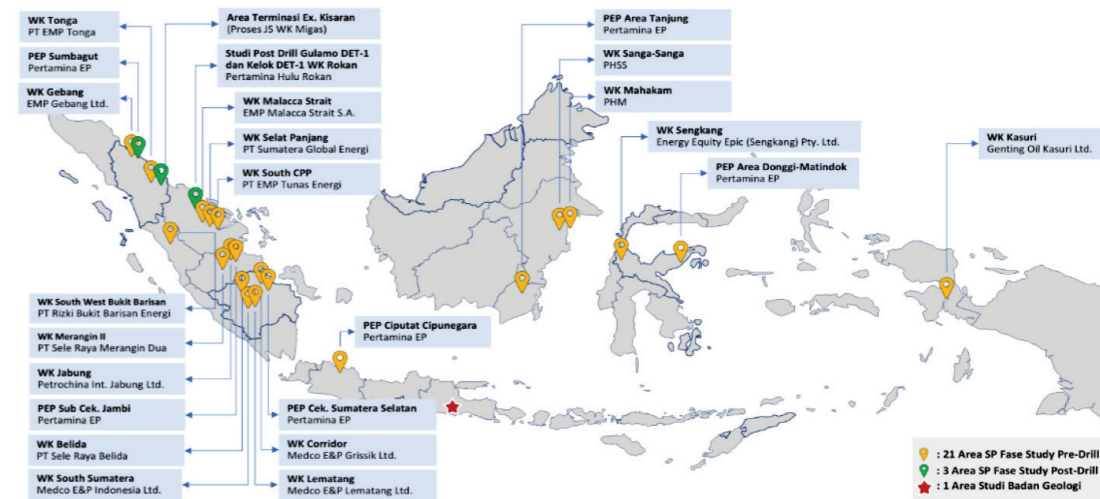 WK Tonga
PT EMP Tonga
PEP Sumbagut
Pertamina EP
WK Gebang
EMP Gebang Ltd.
Area Terminasi Ex. Kisaran
(Proses JS WK Migas)
Studi Post Drill Gulamo DET-1
dan Kelok DET-1 WK Rokan
Pertamina Hulu Rokan
WK Malacca Strait
EMP Malacca Strait S.A.
WK Selat Panjang
PT Sumatera Global Energi
WK South CPP
PT EMP Tunas Energi
PEP Area Tanjung
Pertamina EP
WK Sanga-Sanga
PHSS
WK Mahakam
PHM
WK Sengkang
Energy Equity Epic (Sengkang) Pty. Ltd.
PEP Area Donggi-Matindok
Pertamina EP
WK Kasuri
Genting Oil Kasuri Ltd.
WK South West Bukit Barisan
PT Rizki Bukit Barisan Energi
WK Merangin II
PT Sele Raya Merangin Dua
WK Jabung
Petrochina Int. Jabung Ltd.
PEP Sub Cek. Jambi
Pertamina EP
WK Belida
PT Sele Raya Belida
WK South Sumatera
Medco E&P Indonesia Ltd.
PEP Ciputat Cipunegara
Pertamina EP
PEP Cek. Sumatera Selatan
Pertamina EP
WK Corridor
Medco E&P Grissik Ltd.
WK Lematang
Medco E&P Lematang Ltd.
: 21 Area SP Fase Study Pre-Drill
: 3 Area SP Fase Study Post-Drill
: 1 Area Studi Badan Geologi